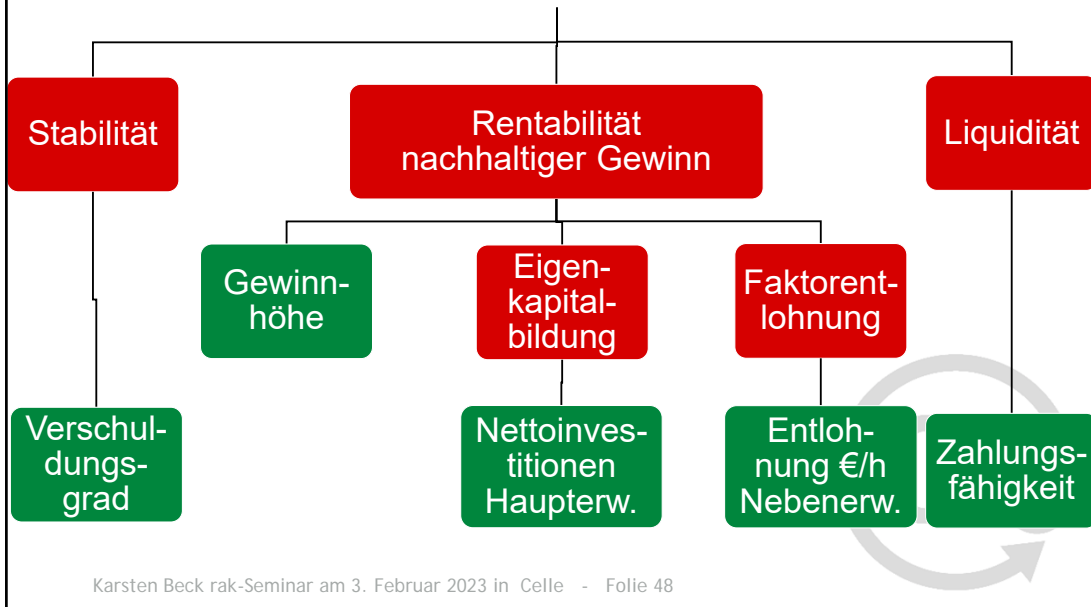 Stabilität
Rentabilität
nachhaltiger Gewinn
Liquidität
Gewinn-
höhe
Eigen-
kapital-
bildung
Faktorent-
lohnung
Verschul-
dungs-
grad
Nettoinves-
titionen
Haupterw.
Entloh-
nung €/h
Nebenerw.
Zahlungs-
fähigkeit
Karsten Beck rak-Seminar am 3. Februar 2023 in Celle - Folie 48